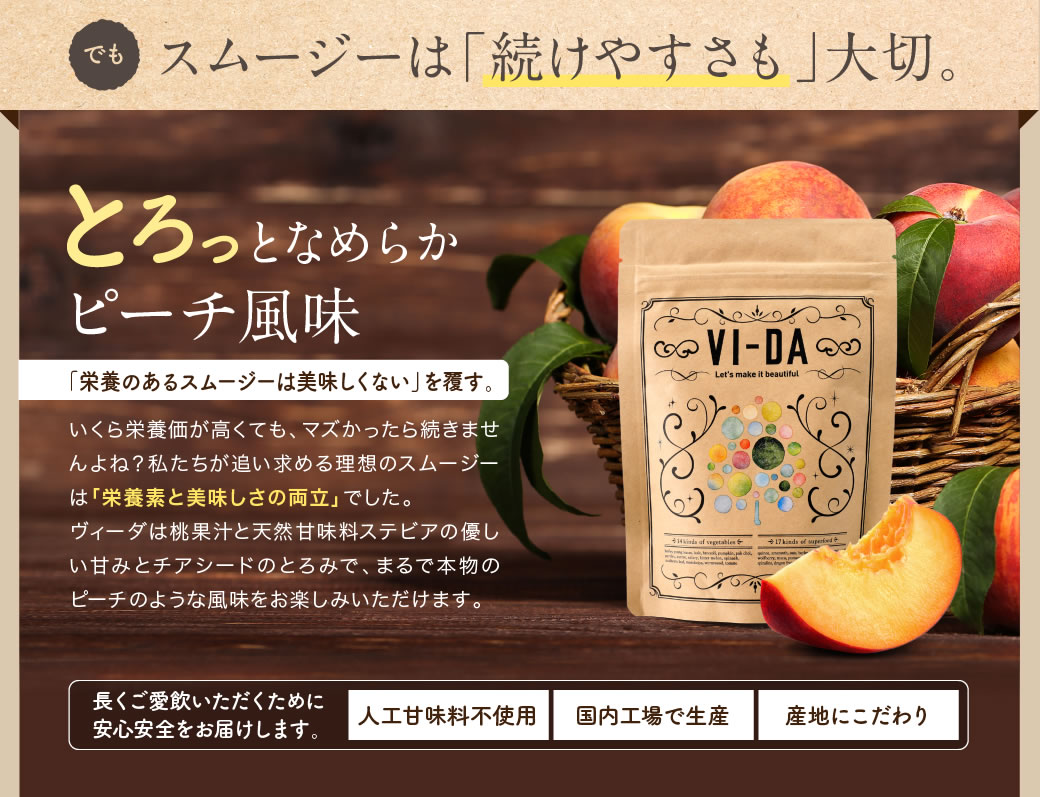 でも
スムージーは「続けやすさも」大切。
とろっとなめらか
ピーチ風味
「栄養のあるスムージーは美味しくない」を覆す。
いくら栄養価が高くても、マズかったら続きませ
んよね？私たちが追い求める理想のスムージー
は「栄養素と美味しさの両立」でした。
ヴィーダは桃果汁と天然甘味料ステビアの優し
い甘みとチアシードのとろみで、まるで本物の
ピーチのような風味をお楽しみいただけます。
VI-DA
Let's make it beautiful
14 kinds of vegetables
17 kinds of superfood
長くご愛飲いただくために
安心安全をお届けします。
人工甘味料不使用
国内工場で生産
産地にこだわり